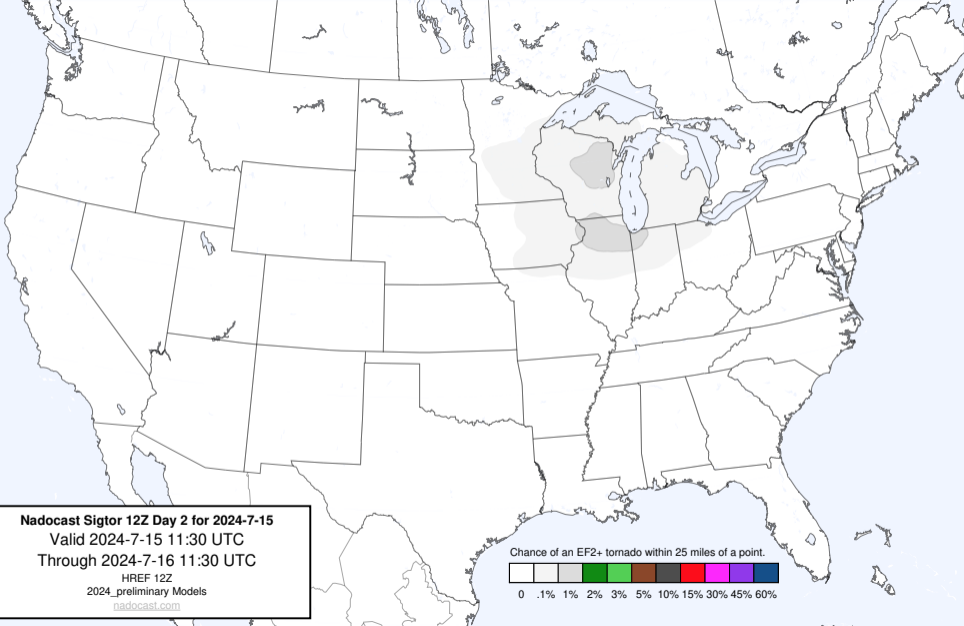 Nadocast Sigtor 12Z Day 2 for 2024-7-15
Valid 2024-7-15 11:30 UTC
Through 2024-7-16 11:30 UTC
HREF 12Z
2024_preliminary Models
nadocast.com
Chance of an EF2+ tornado within 25 miles of a point.
0 .1% 1% 2% 3% 5% 10% 15% 30% 45% 60%